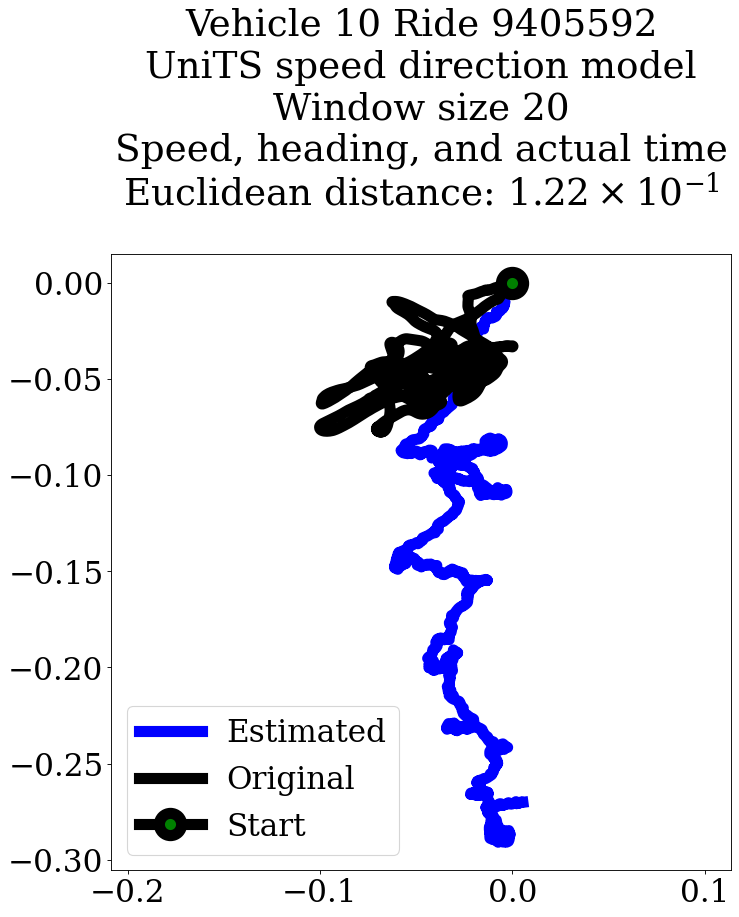 Vehicle 10 Ride 9405592
UniTS speed direction model
Window size 20
Speed, heading, and actual time
Euclidean distance: 1.22 × 10⁻¹
0.00
−0.05
−0.10
−0.15
−0.20
−0.25
−0.30
Estimated
Original
Start
−0.2 −0.1 0.0 0.1